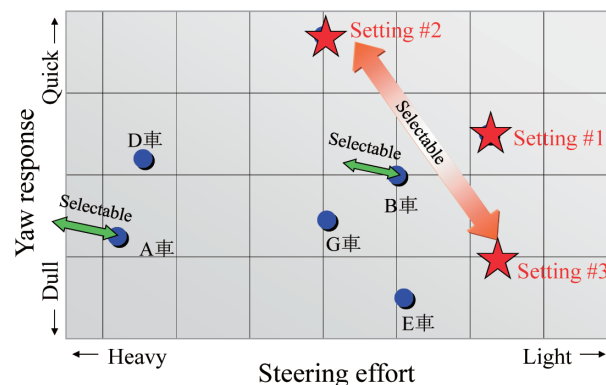 Setting #2
Quick
Selectable
D車
Selectable
Setting #1
Yaw response
Selectable
B車
A車
G車
Setting #3
Dull
E車
← Heavy
Light →
Steering effort